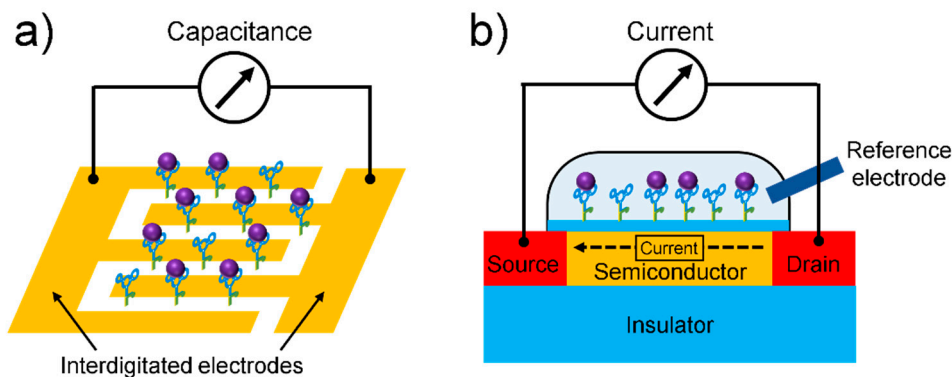 a)
Capacitance
Interdigitated electrodes
b)
Current
Reference
electrode
Current
Source
Semiconductor
Drain
Insulator